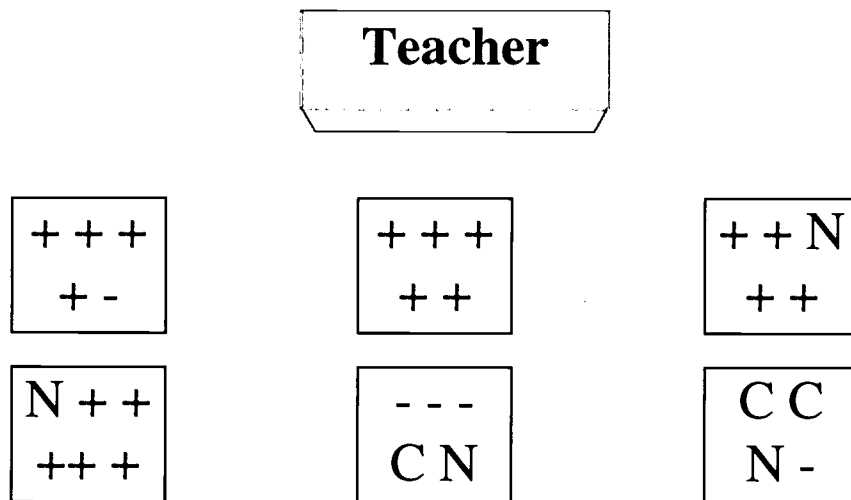 Teacher
+ + +
+ -
+ + +
+ +
+ + N
+ +
N + +
++ +
- - -
C N
C C
N -